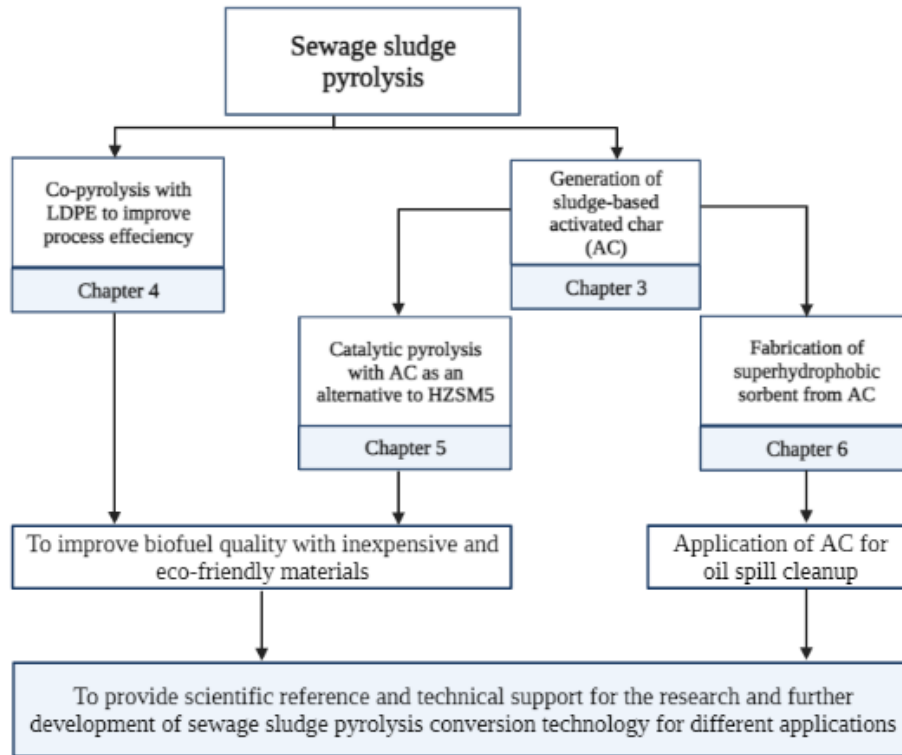 Sewage sludge
pyrolysis
Co-pyrolysis with
LDPE to improve
process effeciency
Chapter 4
Generation of
sludge-based
activated char
(AC)
Chapter 3
Catalytic pyrolysis
with AC as an
alternative to HZSM5
Chapter 5
Fabrication of
superhydrophobic
sorbent from AC
Chapter 6
To improve biofuel quality with inexpensive and
eco-friendly materials
Application of AC for
oil spill cleanup
To provide scientific reference and technical support for the research and further
development of sewage sludge pyrolysis conversion technology for different applications